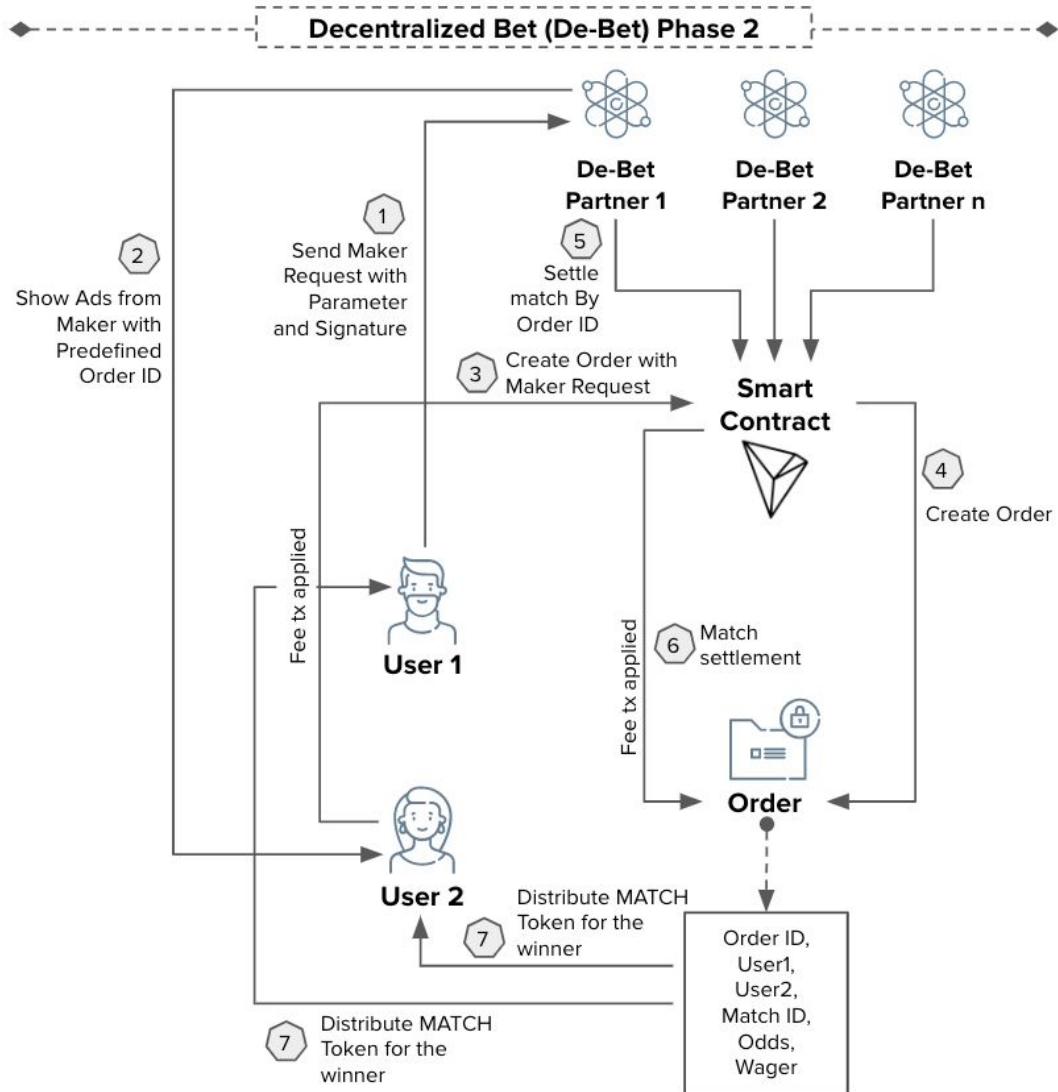 Decentralized Bet (De-Bet) Phase 2
De-Bet
Partner 1
De-Bet
Partner 2
De-Bet
Partner n
1
Send Maker
Request with
Parameter
and Signature
2
Show Ads from
Maker with
Predefined
Order ID
5
Settle
match By
Order ID
3
Create Order with
Maker Request
Smart
Contract
4
Create Order
Fee tx applied
User 1
Fee tx applied
6
Match
settlement
Order
User 2
7
Distribute MATCH
Token for the
winner
Order ID,
User1,
User2,
Match ID,
Odds,
Wager
7
Distribute MATCH
Token for the
winner